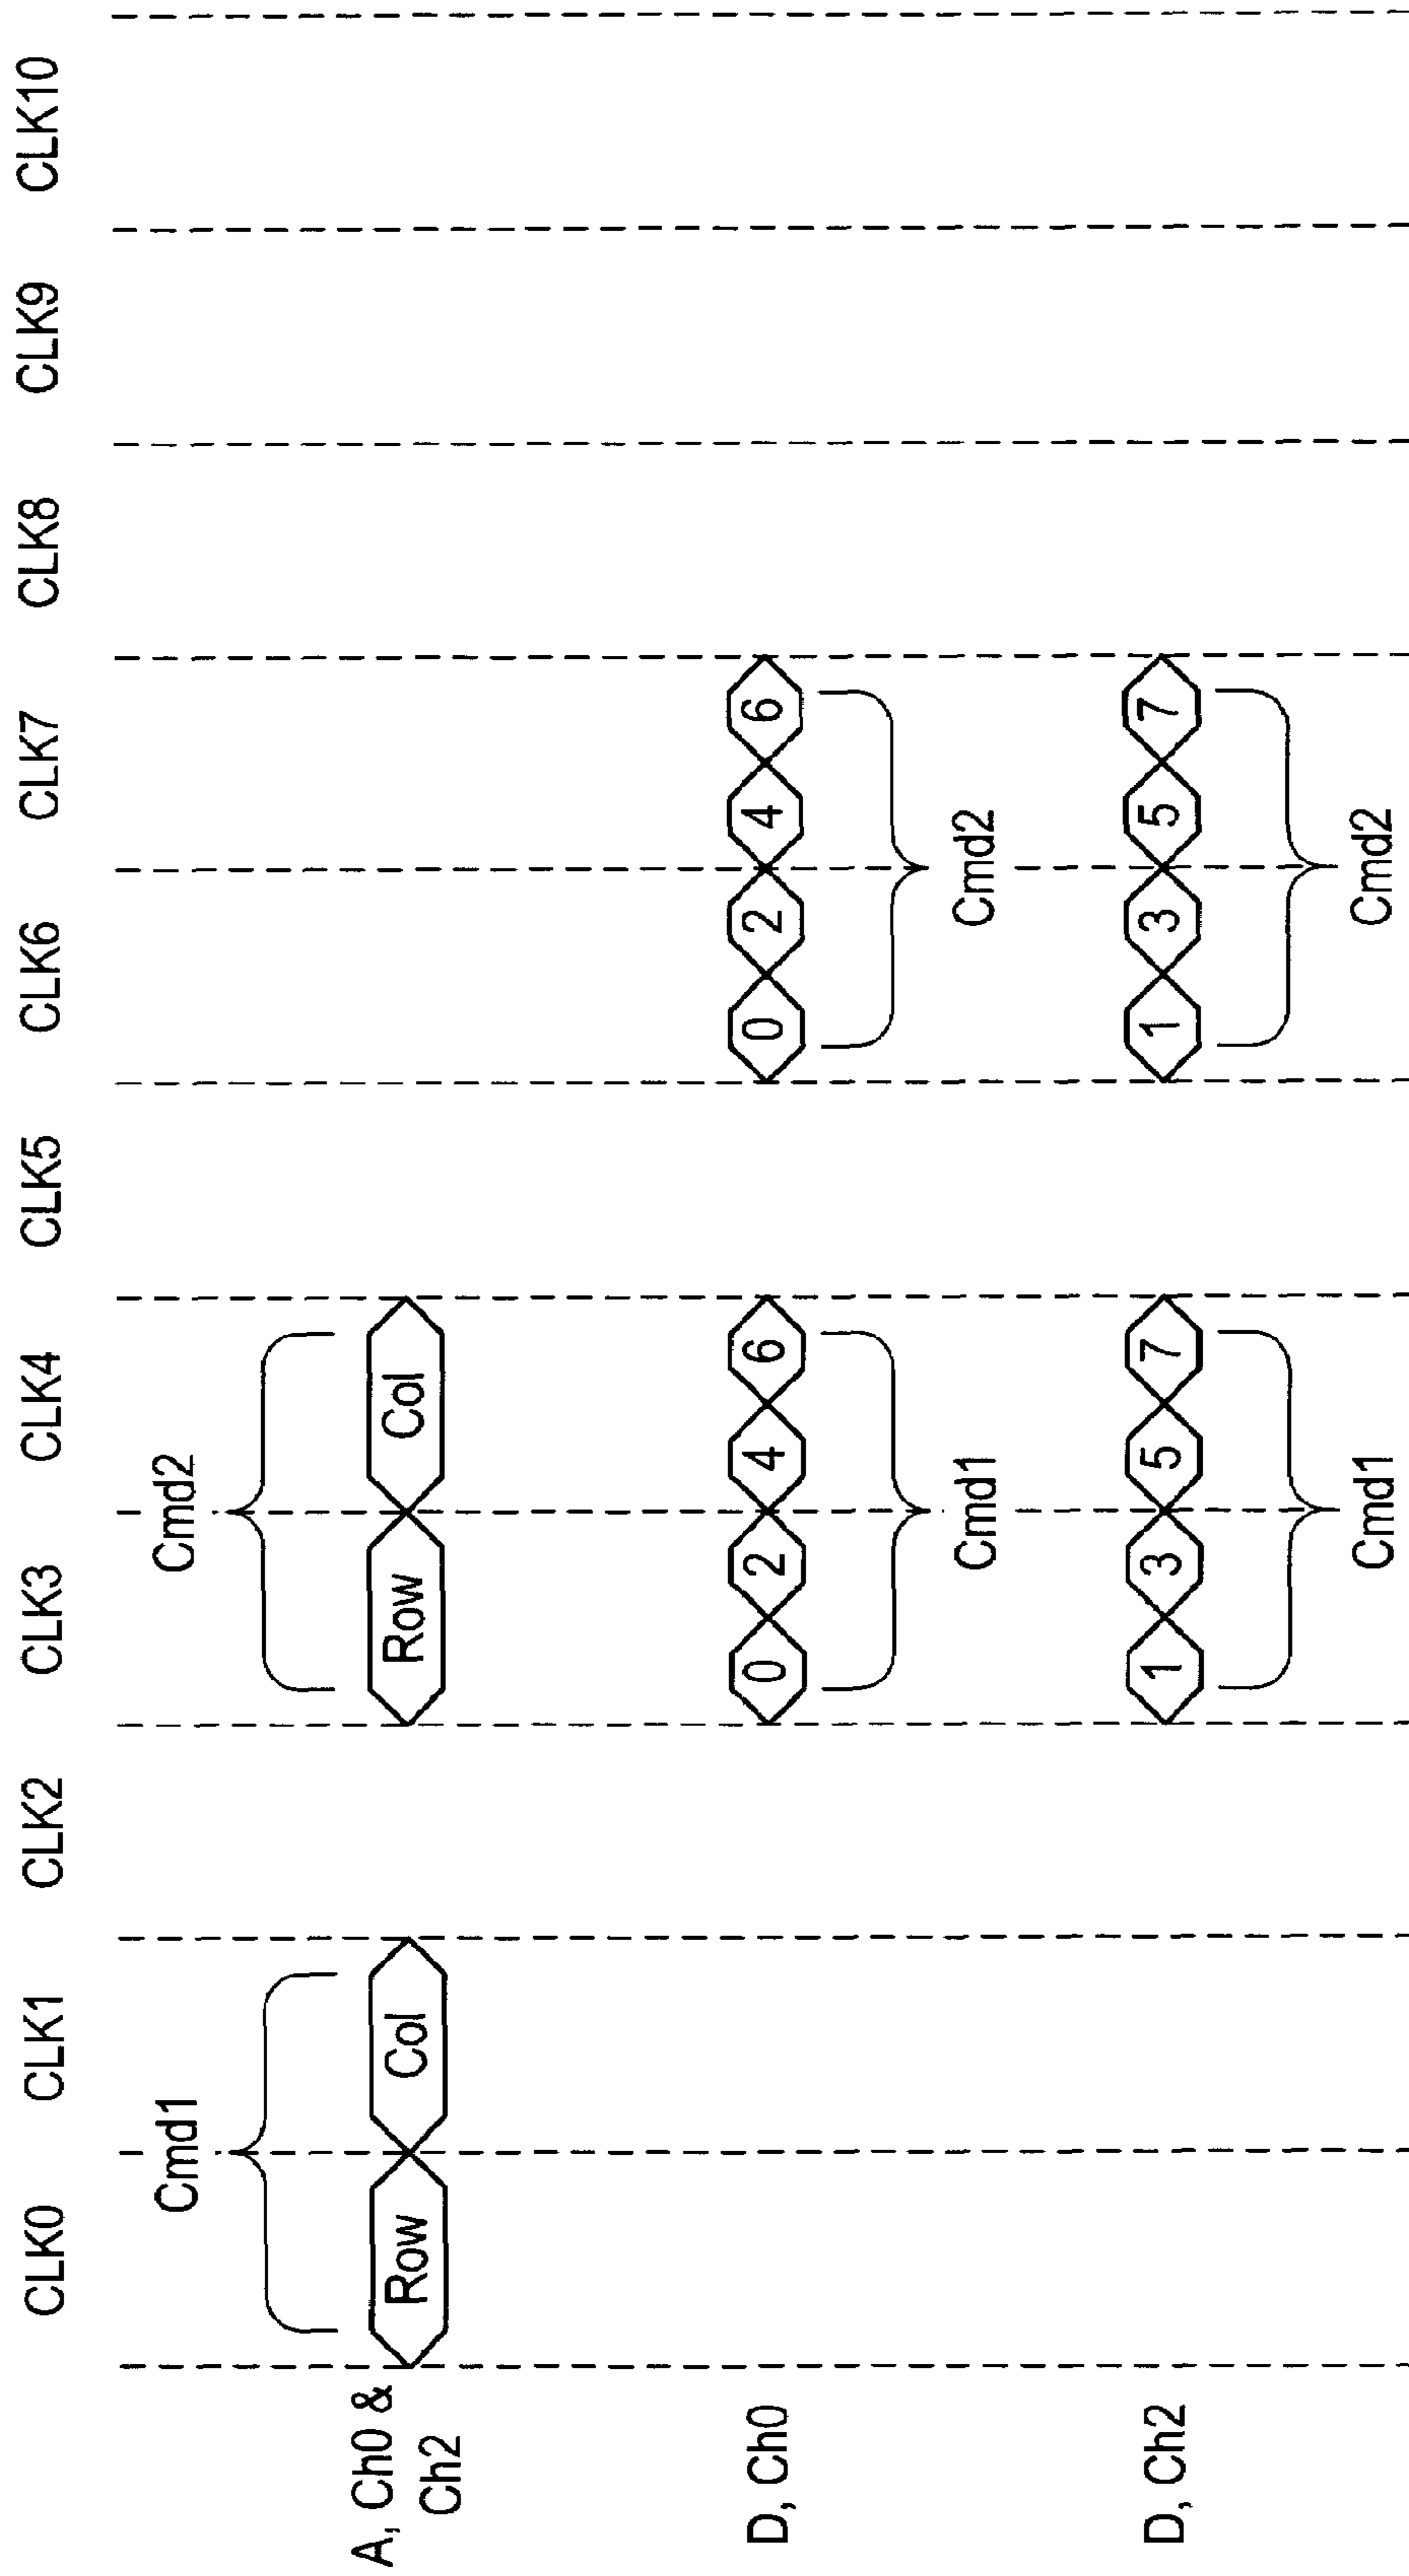 CLK0 CLK1 CLK2 CLK3 CLK4 CLK5 CLK6 CLK7 CLK8 CLK9 CLK10
Cmd1 Cmd2
A, Ch0 & Row Col Row Col
Ch2
D, Ch0 0 2 4 6 0 2 4 6
Cmd1 Cmd2
D, Ch2 1 3 5 7 1 3 5 7
Cmd1 Cmd2